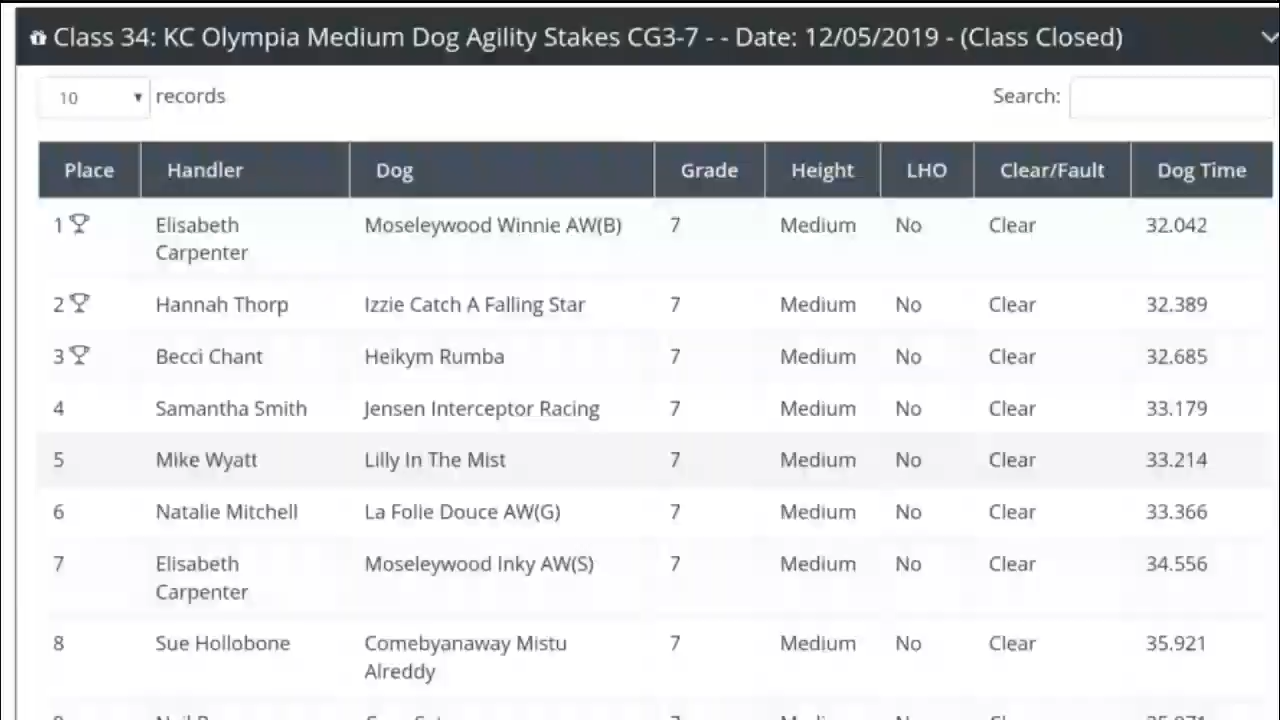 Class 34: KC Olympia Medium Dog Agility Stakes CG3-7 - - Date: 12/05/2019 - (Class Closed)
10 records Search:
Place Handler Dog Grade Height LHO Clear/Fault Dog Time
1 Elisabeth Carpenter Moseleywood Winnie AW(B) 7 Medium No Clear 32.042
2 Hannah Thorp Izzie Catch A Falling Star 7 Medium No Clear 32.389
3 Becci Chant Heikym Rumba 7 Medium No Clear 32.685
4 Samantha Smith Jensen Interceptor Racing 7 Medium No Clear 33.179
5 Mike Wyatt Lilly In The Mist 7 Medium No Clear 33.214
6 Natalie Mitchell La Folie Douce AW(G) 7 Medium No Clear 33.366
7 Elisabeth Carpenter Moseleywood Inky AW(S) 7 Medium No Clear 34.556
8 Sue Hollobone Comebyanaway Mistu Alreddy 7 Medium No Clear 35.921